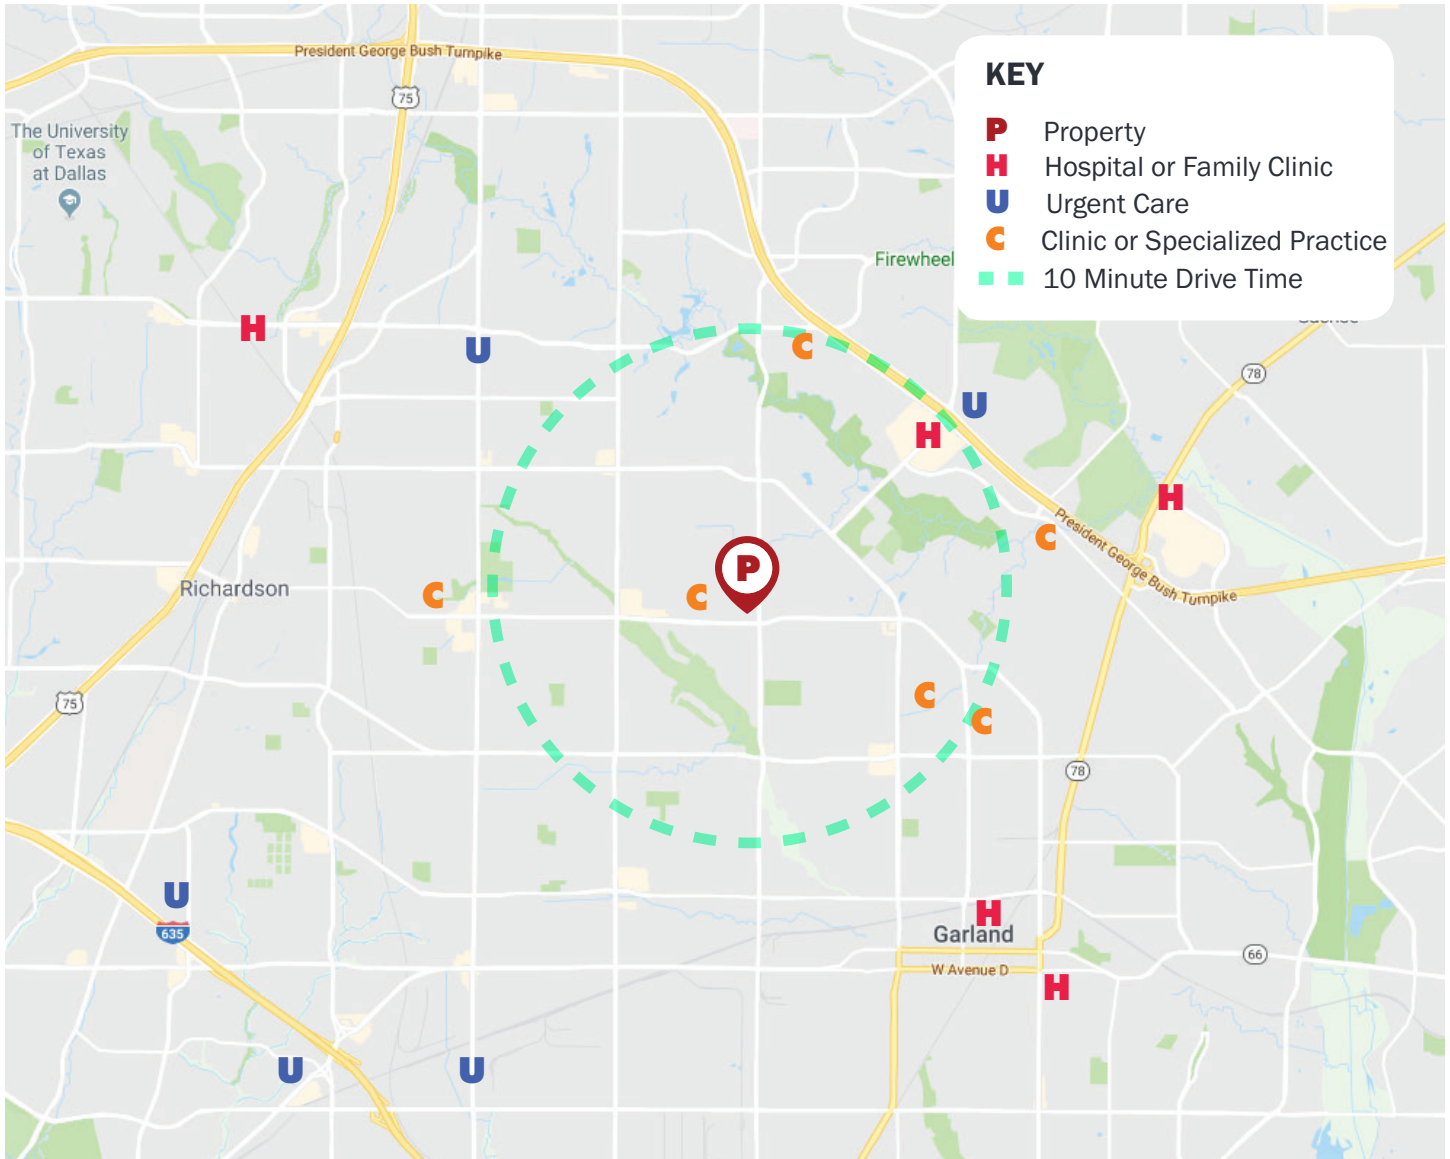 President George Bush Turnpike
75
The University
of Texas
at Dallas
KEY
P Property
H Hospital or Family Clinic
U Urgent Care
C Clinic or Specialized Practice
10 Minute Drive Time
Firewheel
H
U
C
78
U
H
H
C
President George Bush Turnpike
P
C
C
Richardson
C
C
75
78
U
635
H
Garland
66
W Avenue D
H
U
U